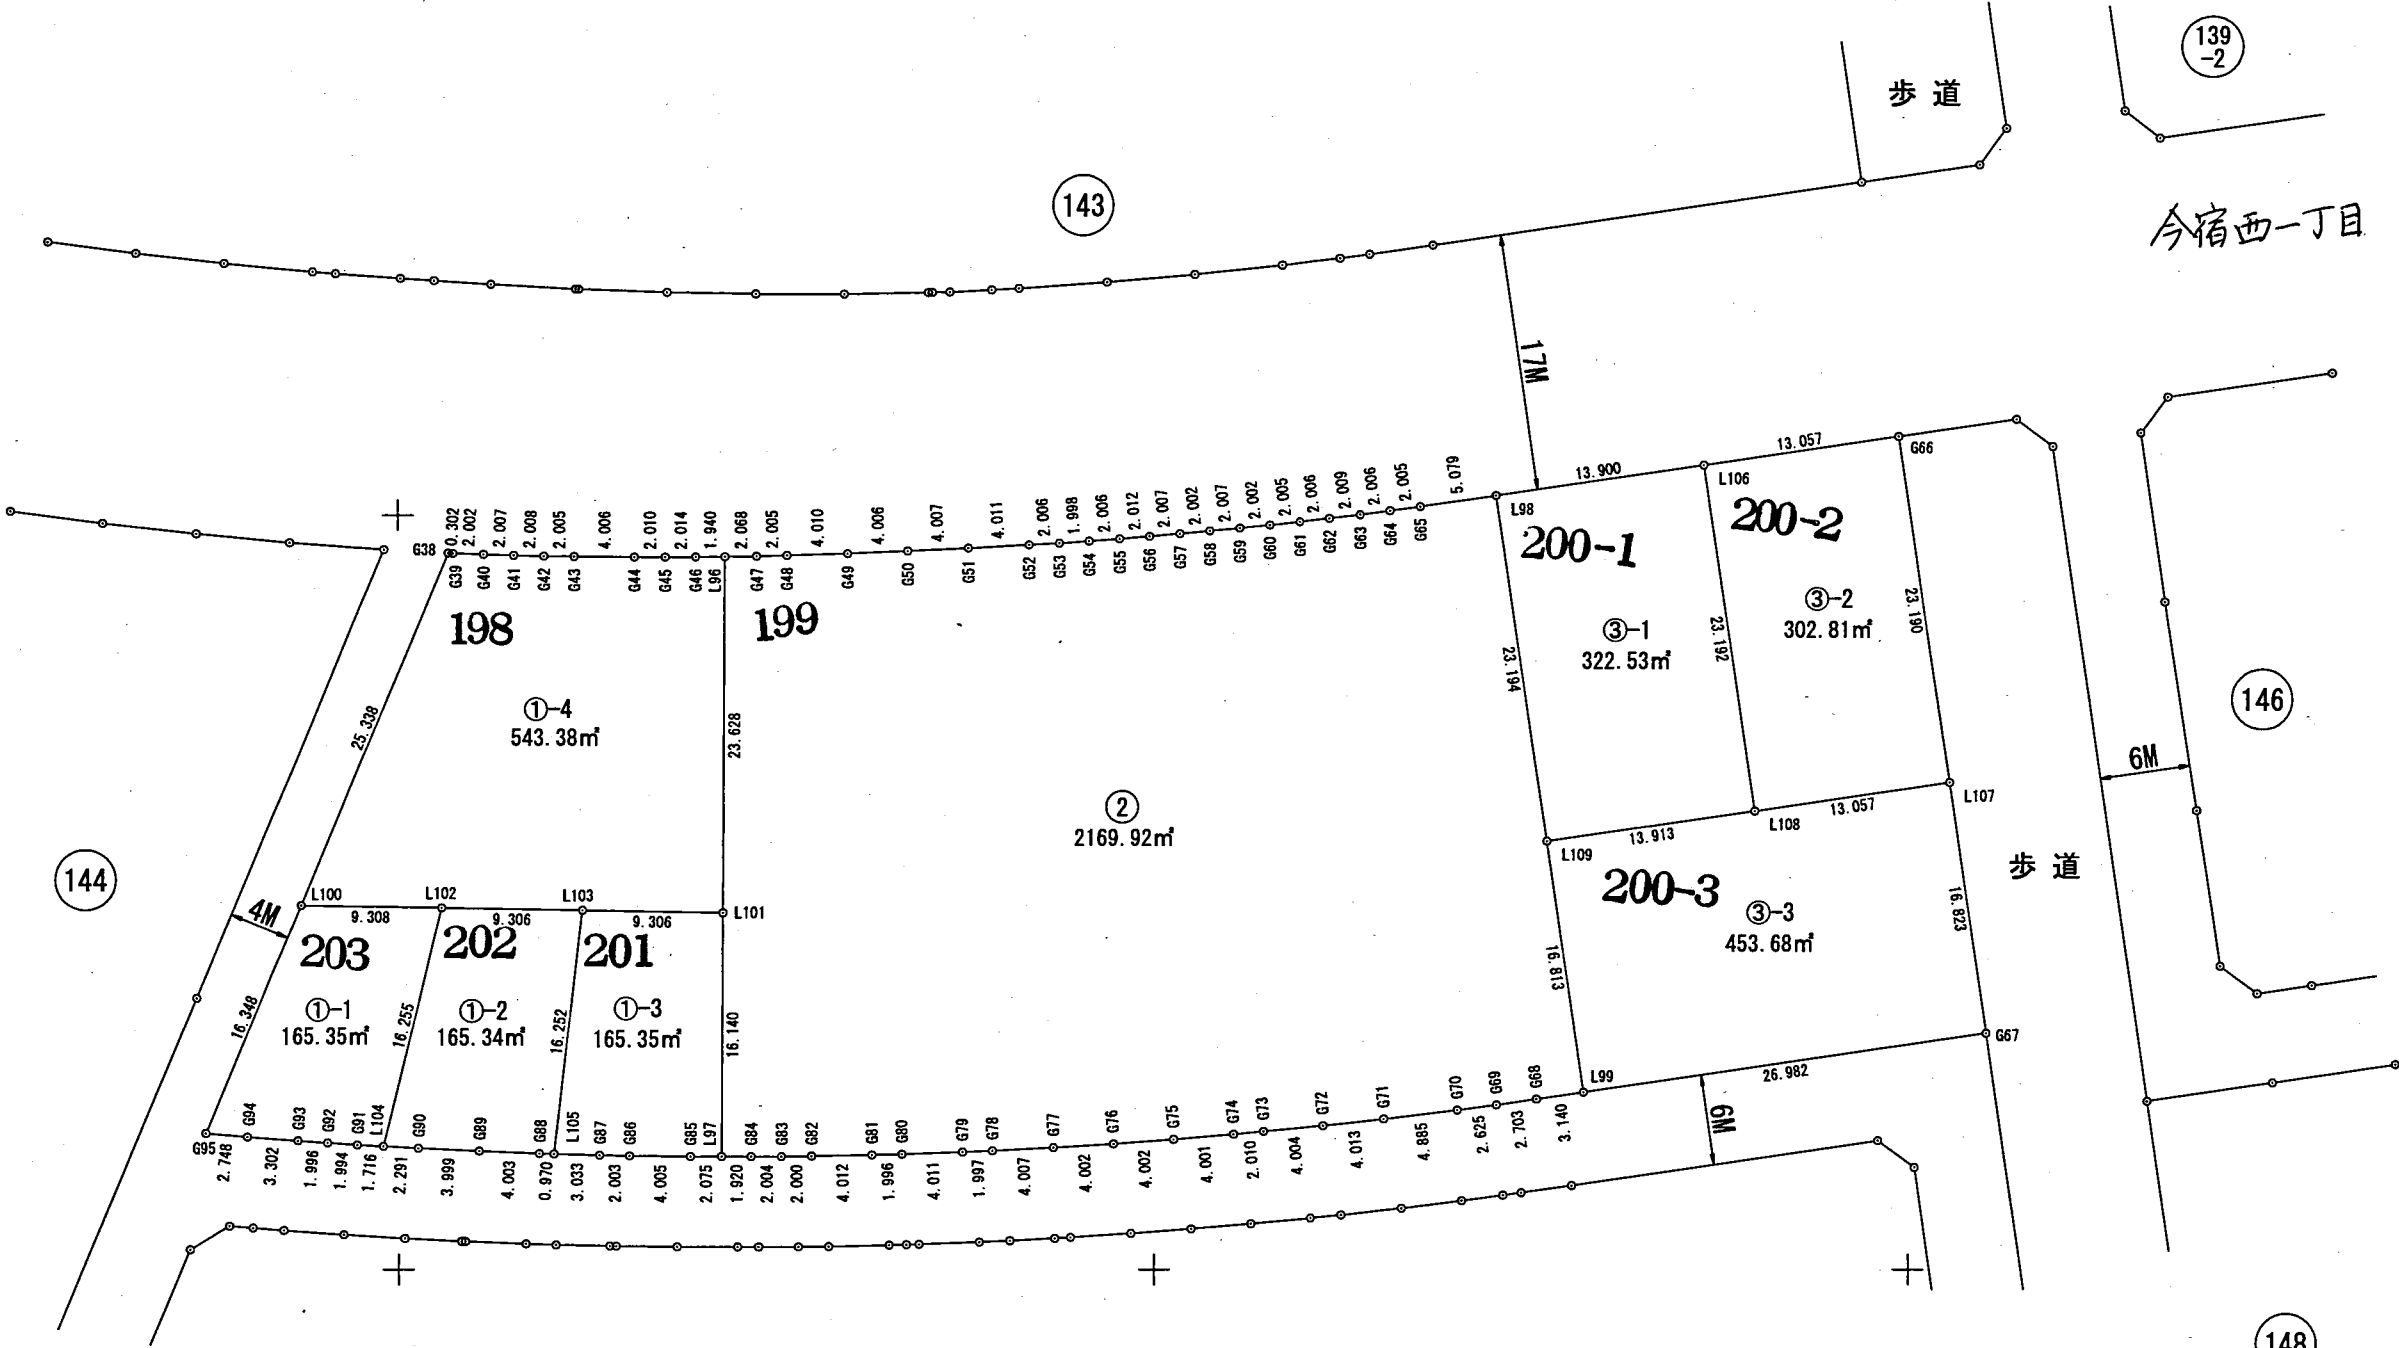 139
-2
歩道
143
今宿西一丁目
17M
13.057
G66
13.900
L106
5.079
L98
200-1
200-2
G38
0.302
2.002
2.007
2.008
2.005
4.006
2.010
2.014
1.940
2.068
2.005
4.010
4.006
4.007
4.011
2.006
1.998
2.006
2.012
2.007
2.002
2.007
2.002
2.005
2.006
2.009
2.006
2.005
G39
G40
G41
G42
G43
G44
G45
G46
L96
G47
G48
G49
G50
G51
G52
G53
G54
G55
G56
G57
G58
G59
G60
G61
G62
G63
G64
G65
198
199
③-2
302.81㎡
③-1
322.53㎡
23.194
23.192
23.190
①-4
543.38㎡
25.338
23.628
146
6M
②
2169.92㎡
13.057
L107
L108
13.913
L109
歩道
144
4M
L100
L102
L103
L101
9.308
9.306
9.306
200-3
③-3
453.68㎡
16.823
16.813
203
202
201
①-1
165.35㎡
①-2
165.34㎡
①-3
165.35㎡
16.348
16.255
16.252
16.140
G67
L99
26.982
6M
G95
G94
G93
G92
G91
L104
G90
G89
G88
L105
G87
G86
G85
L97
G84
G83
G82
G81
G80
G79
G78
G77
G76
G75
G74
G73
G72
G71
G70
G69
G68
2.748
3.302
1.996
1.994
1.716
2.291
3.999
4.003
0.970
3.033
2.003
4.005
2.075
1.920
2.004
2.000
4.012
1.996
4.011
1.997
4.007
4.002
4.002
4.001
2.010
4.004
4.013
4.885
2.625
2.703
3.140
148